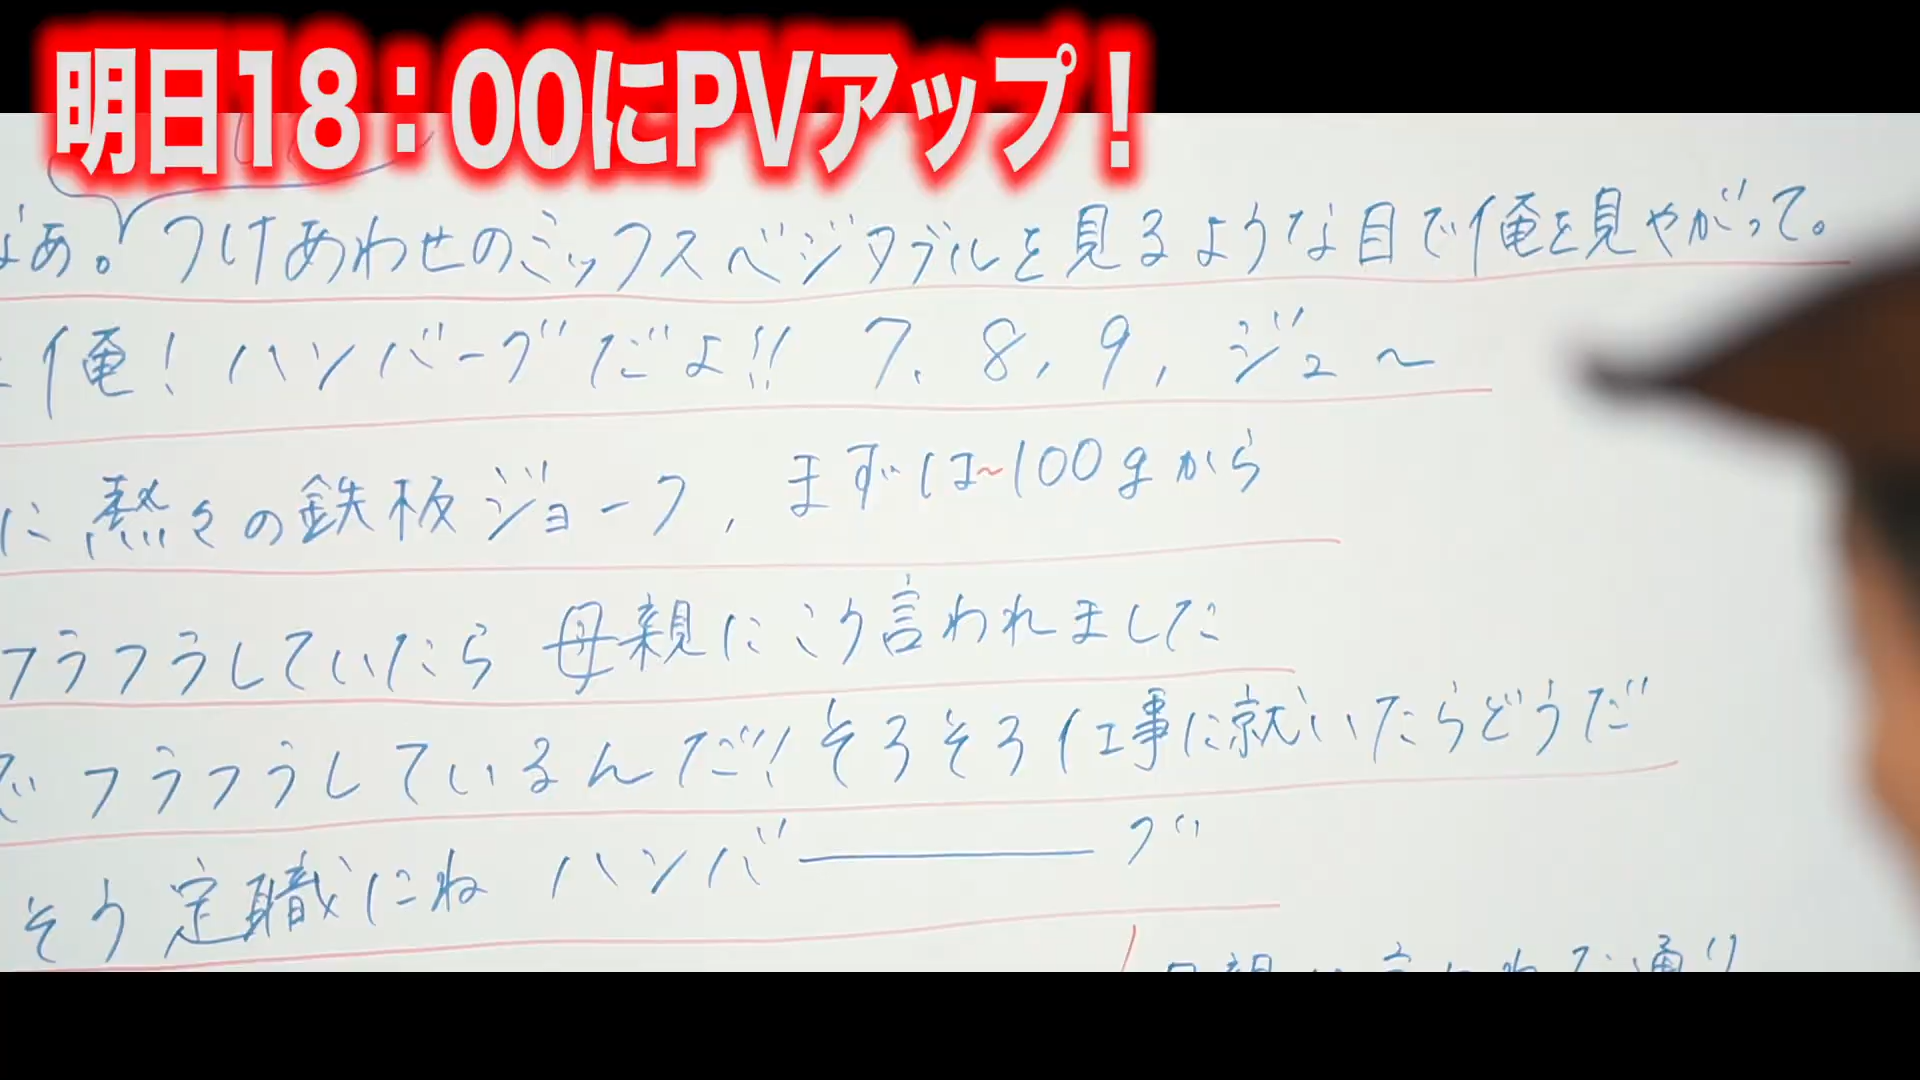 明日18：00にPVアップ！
なぁ。つけあわせのミックスベジタブルを見るような目で俺を見やがって。
俺！ハンバーグだよ!! 7、8，9，ジュ〜
に 熱々の鉄板ジョーク，まずは~100gから
フラフラしていたら 母親にこう言われました
でフラフラしているんだ!! そろそろ仕事に就いたらどうだ
そう定職にね ハンバーーーグ